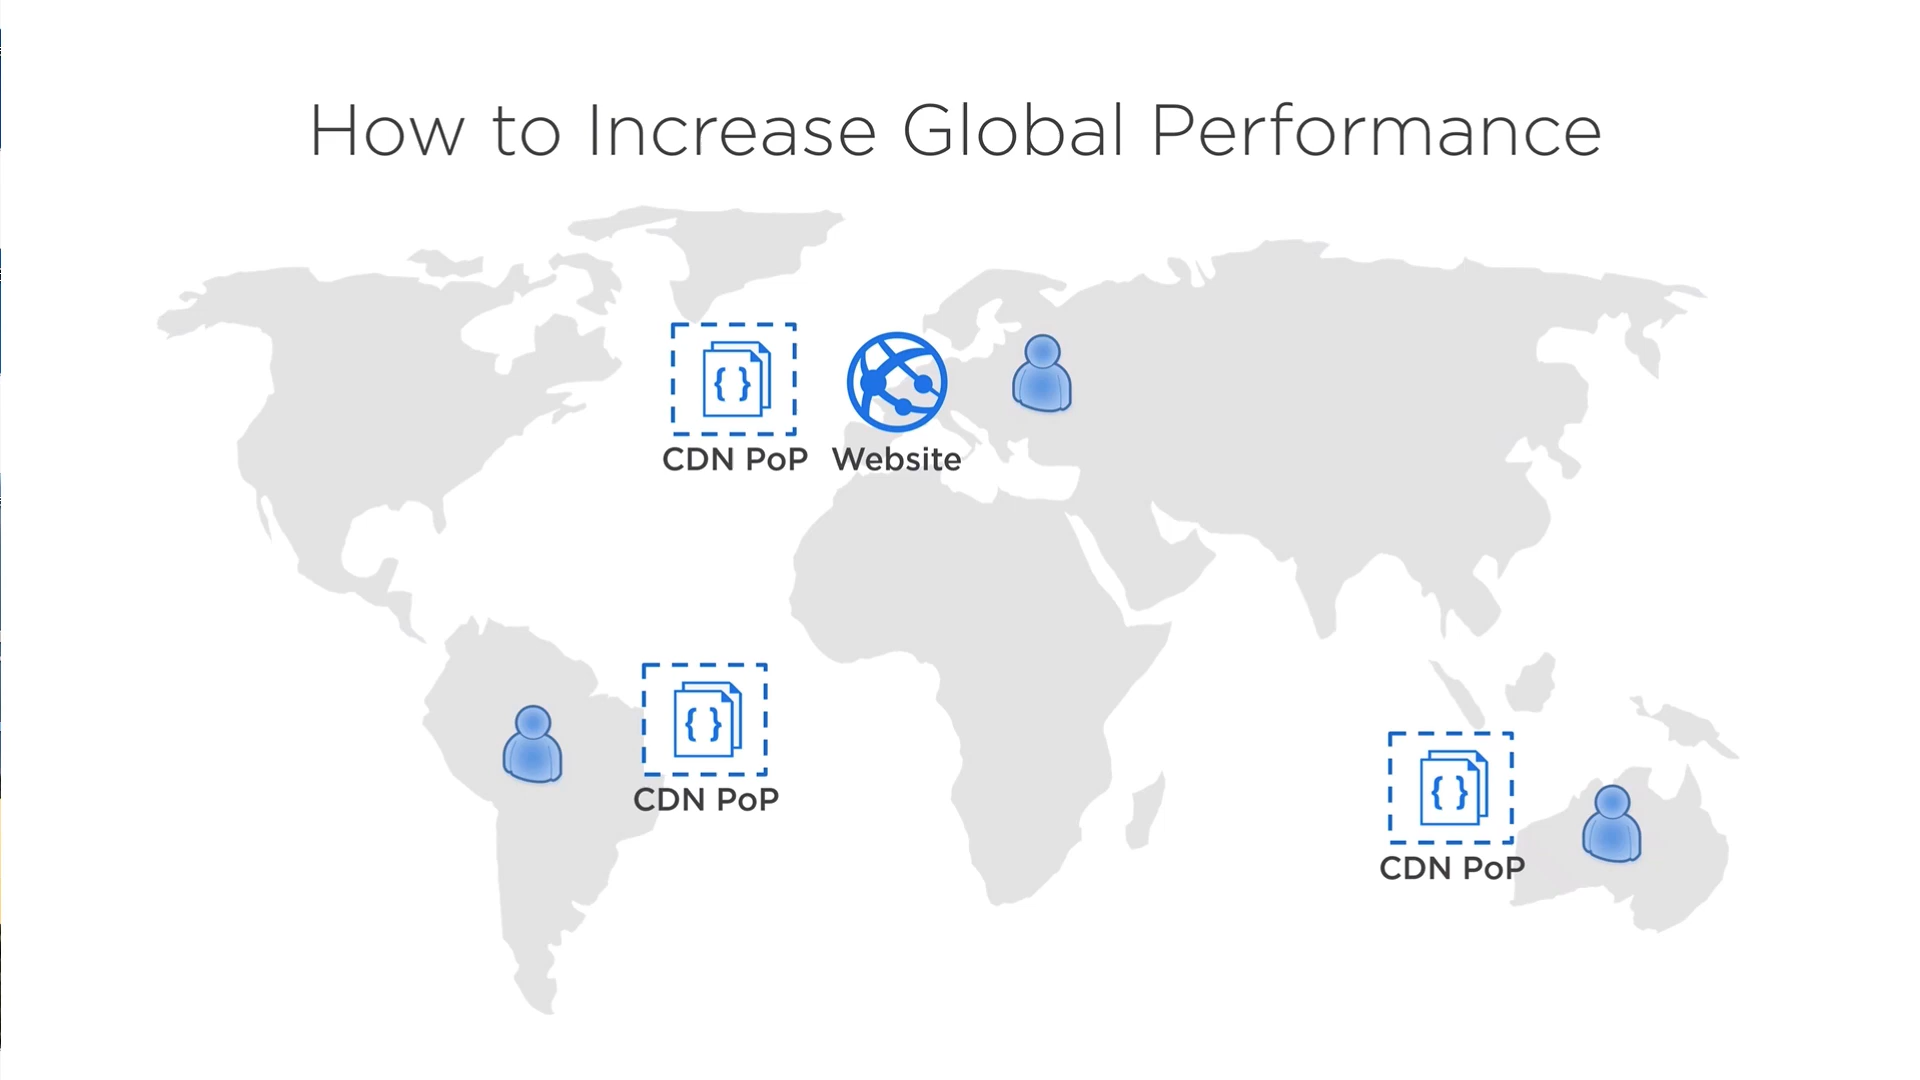 How to Increase Global Performance
{ }
CDN PoP
Website
{ }
CDN PoP
{ }
CDN PoP